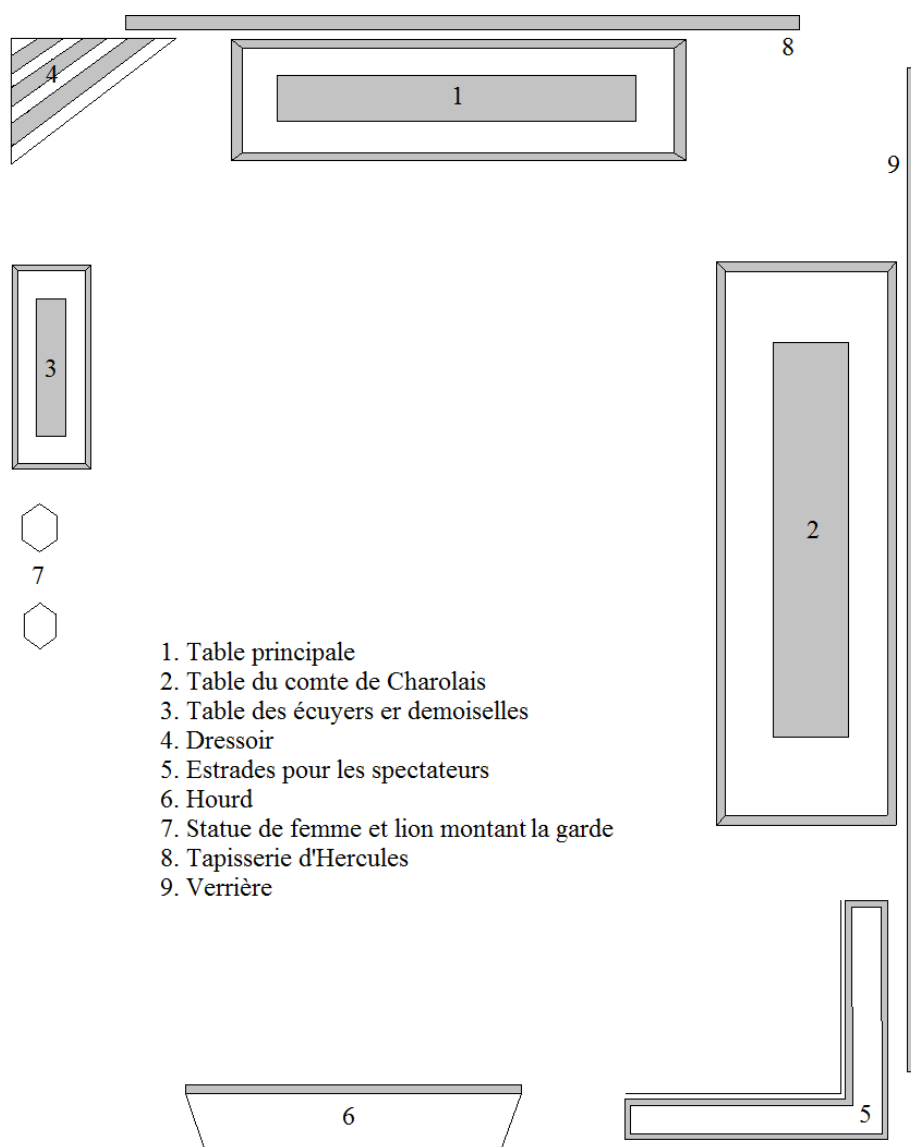 8
4
1
9
3
2
7
1. Table principale
2. Table du comte de Charolais
3. Table des écuyers er demoiselles
4. Dressoir
5. Estrades pour les spectateurs
6. Hourd
7. Statue de femme et lion montant la garde
8. Tapisserie d'Hercules
9. Verrière
6
5